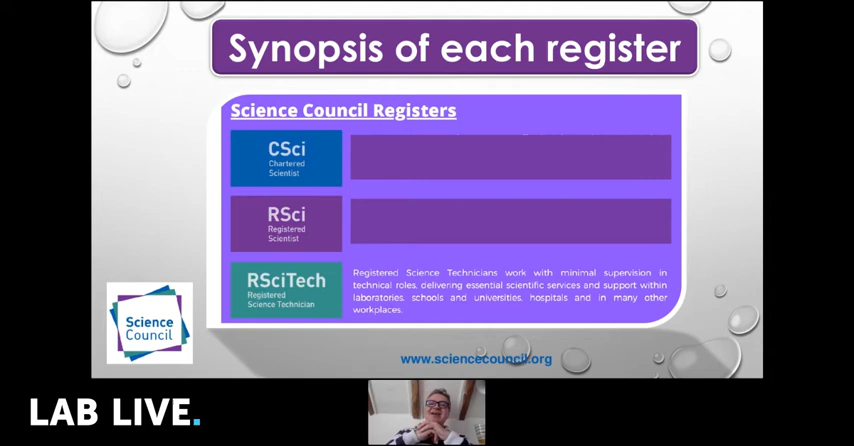 Synopsis of each register
Science Council Registers
CSci
Chartered
Scientist
RSci
Registered
Scientist
RSciTech
Registered
Science Technician
Registered Science Technicians work with minimal supervision in
technical roles, delivering essential scientific services and support within
laboratories, schools and universities, hospitals and in many other
workplaces.
Science
Council
www.sciencecouncil.org
LAB LIVE.